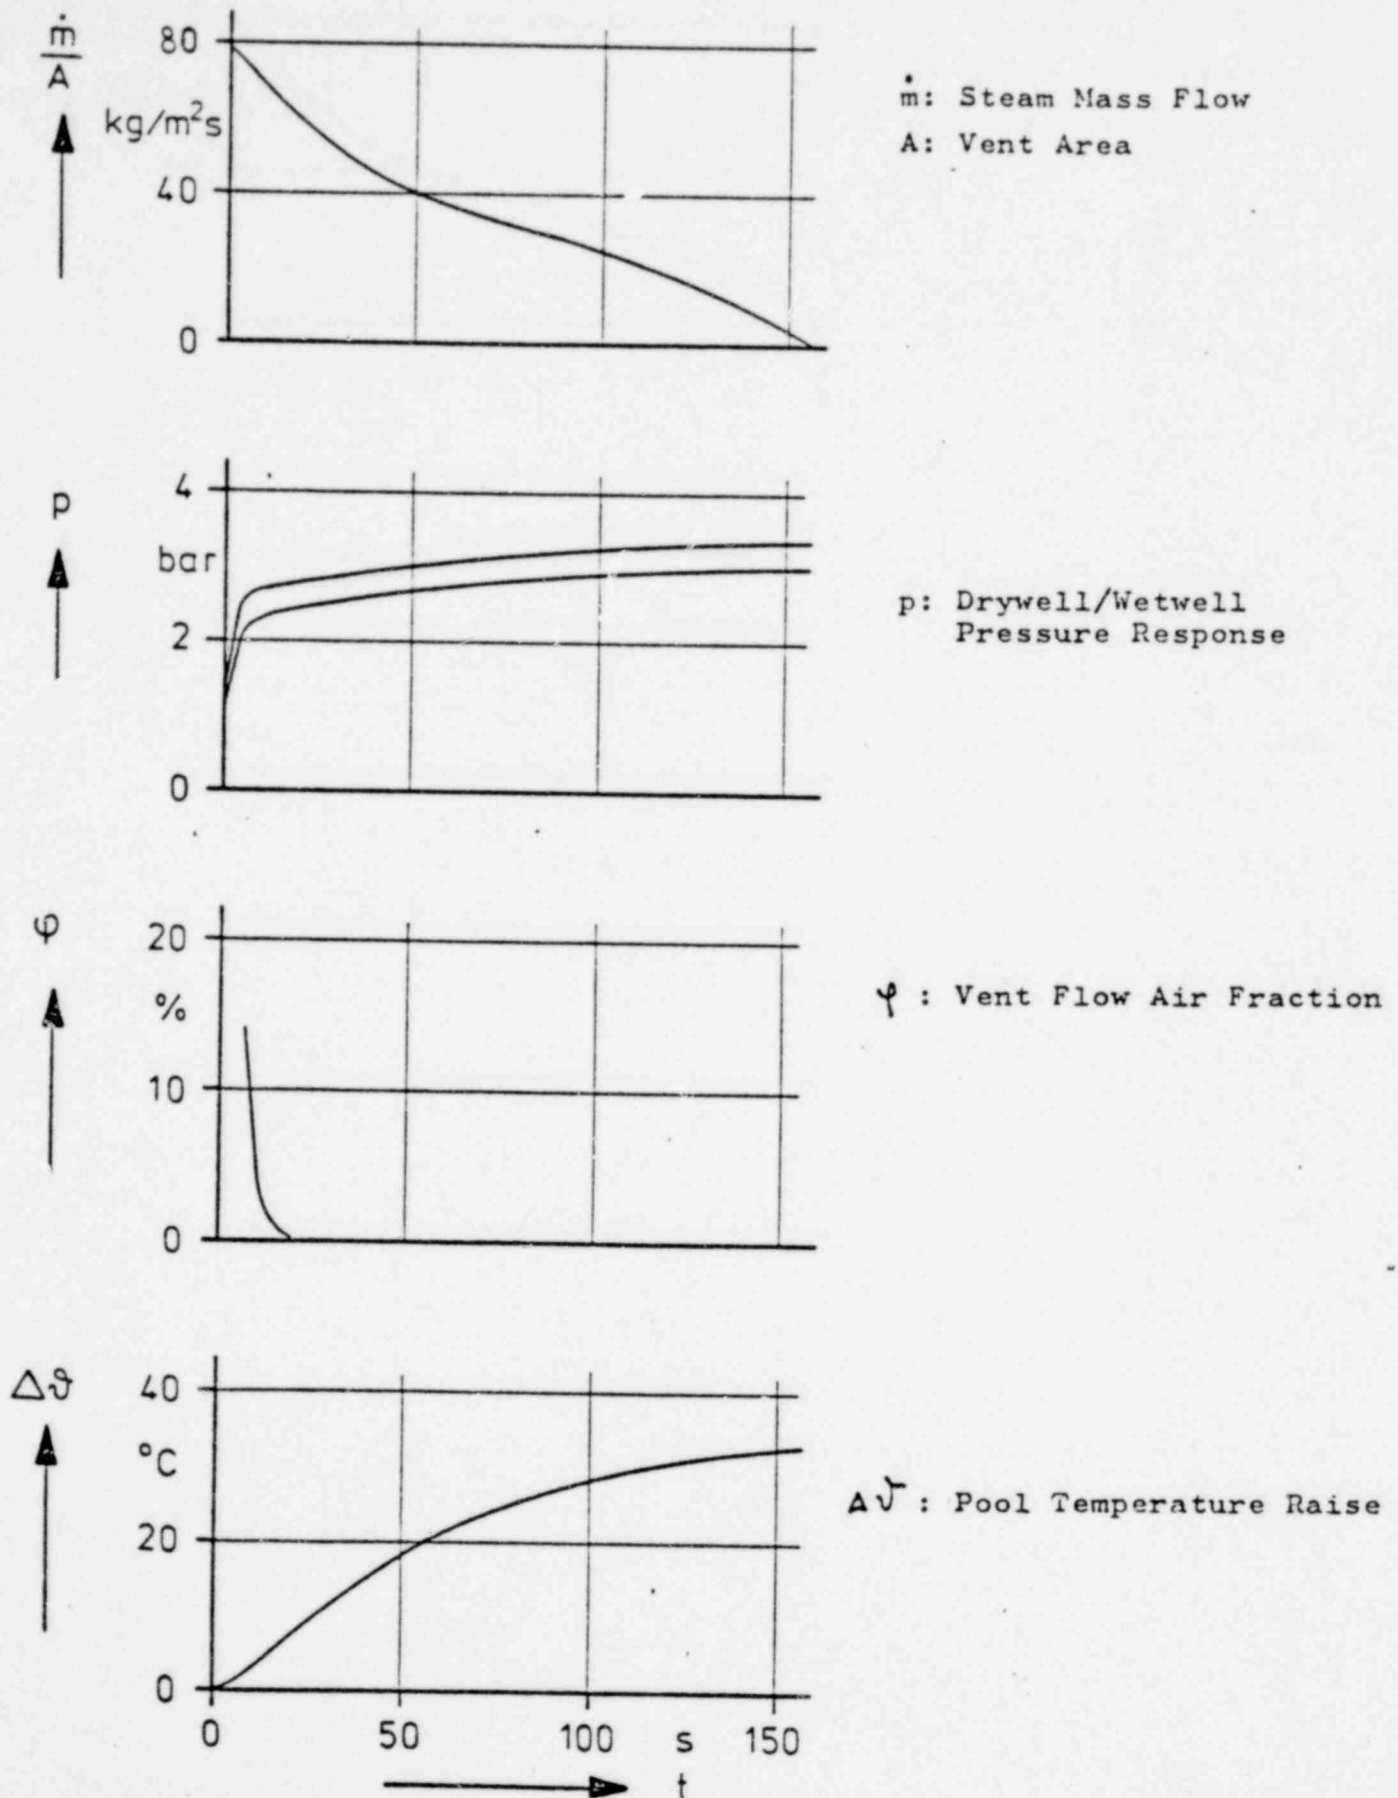 ṁ
A
80
kg/m²s
40
0
ṁ: Steam Mass Flow
A: Vent Area
p
4
bar
2
0
p: Drywell/Wetwell
Pressure Response
φ
20
%
10
0
φ : Vent Flow Air Fraction
Δϑ
40
°C
20
0
Δϑ : Pool Temperature Raise
0 50 100 s 150
t